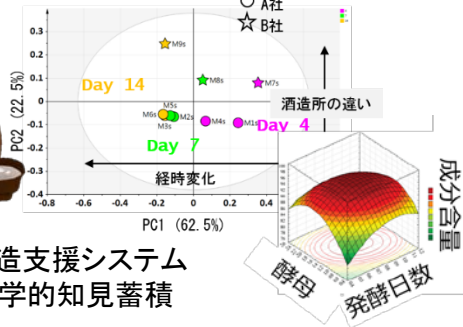 ○ A社
☆ B社
0.3
0.2
0.1
0
-0.1
-0.2
-0.3
-0.4
PC2 (22.5%)
M9s
Day 14
M8s
M7s
酒造所の違い
M5s
M6s
M2s
M3s
M4s
M1s
Day 4
Day 7
経時変化
-0.8
-0.6
-0.4
-0.2
0
0.2
0.4
PC1 (62.5%)
成分含量
酵母
発酵日数
造支援システム
学的知見蓄積